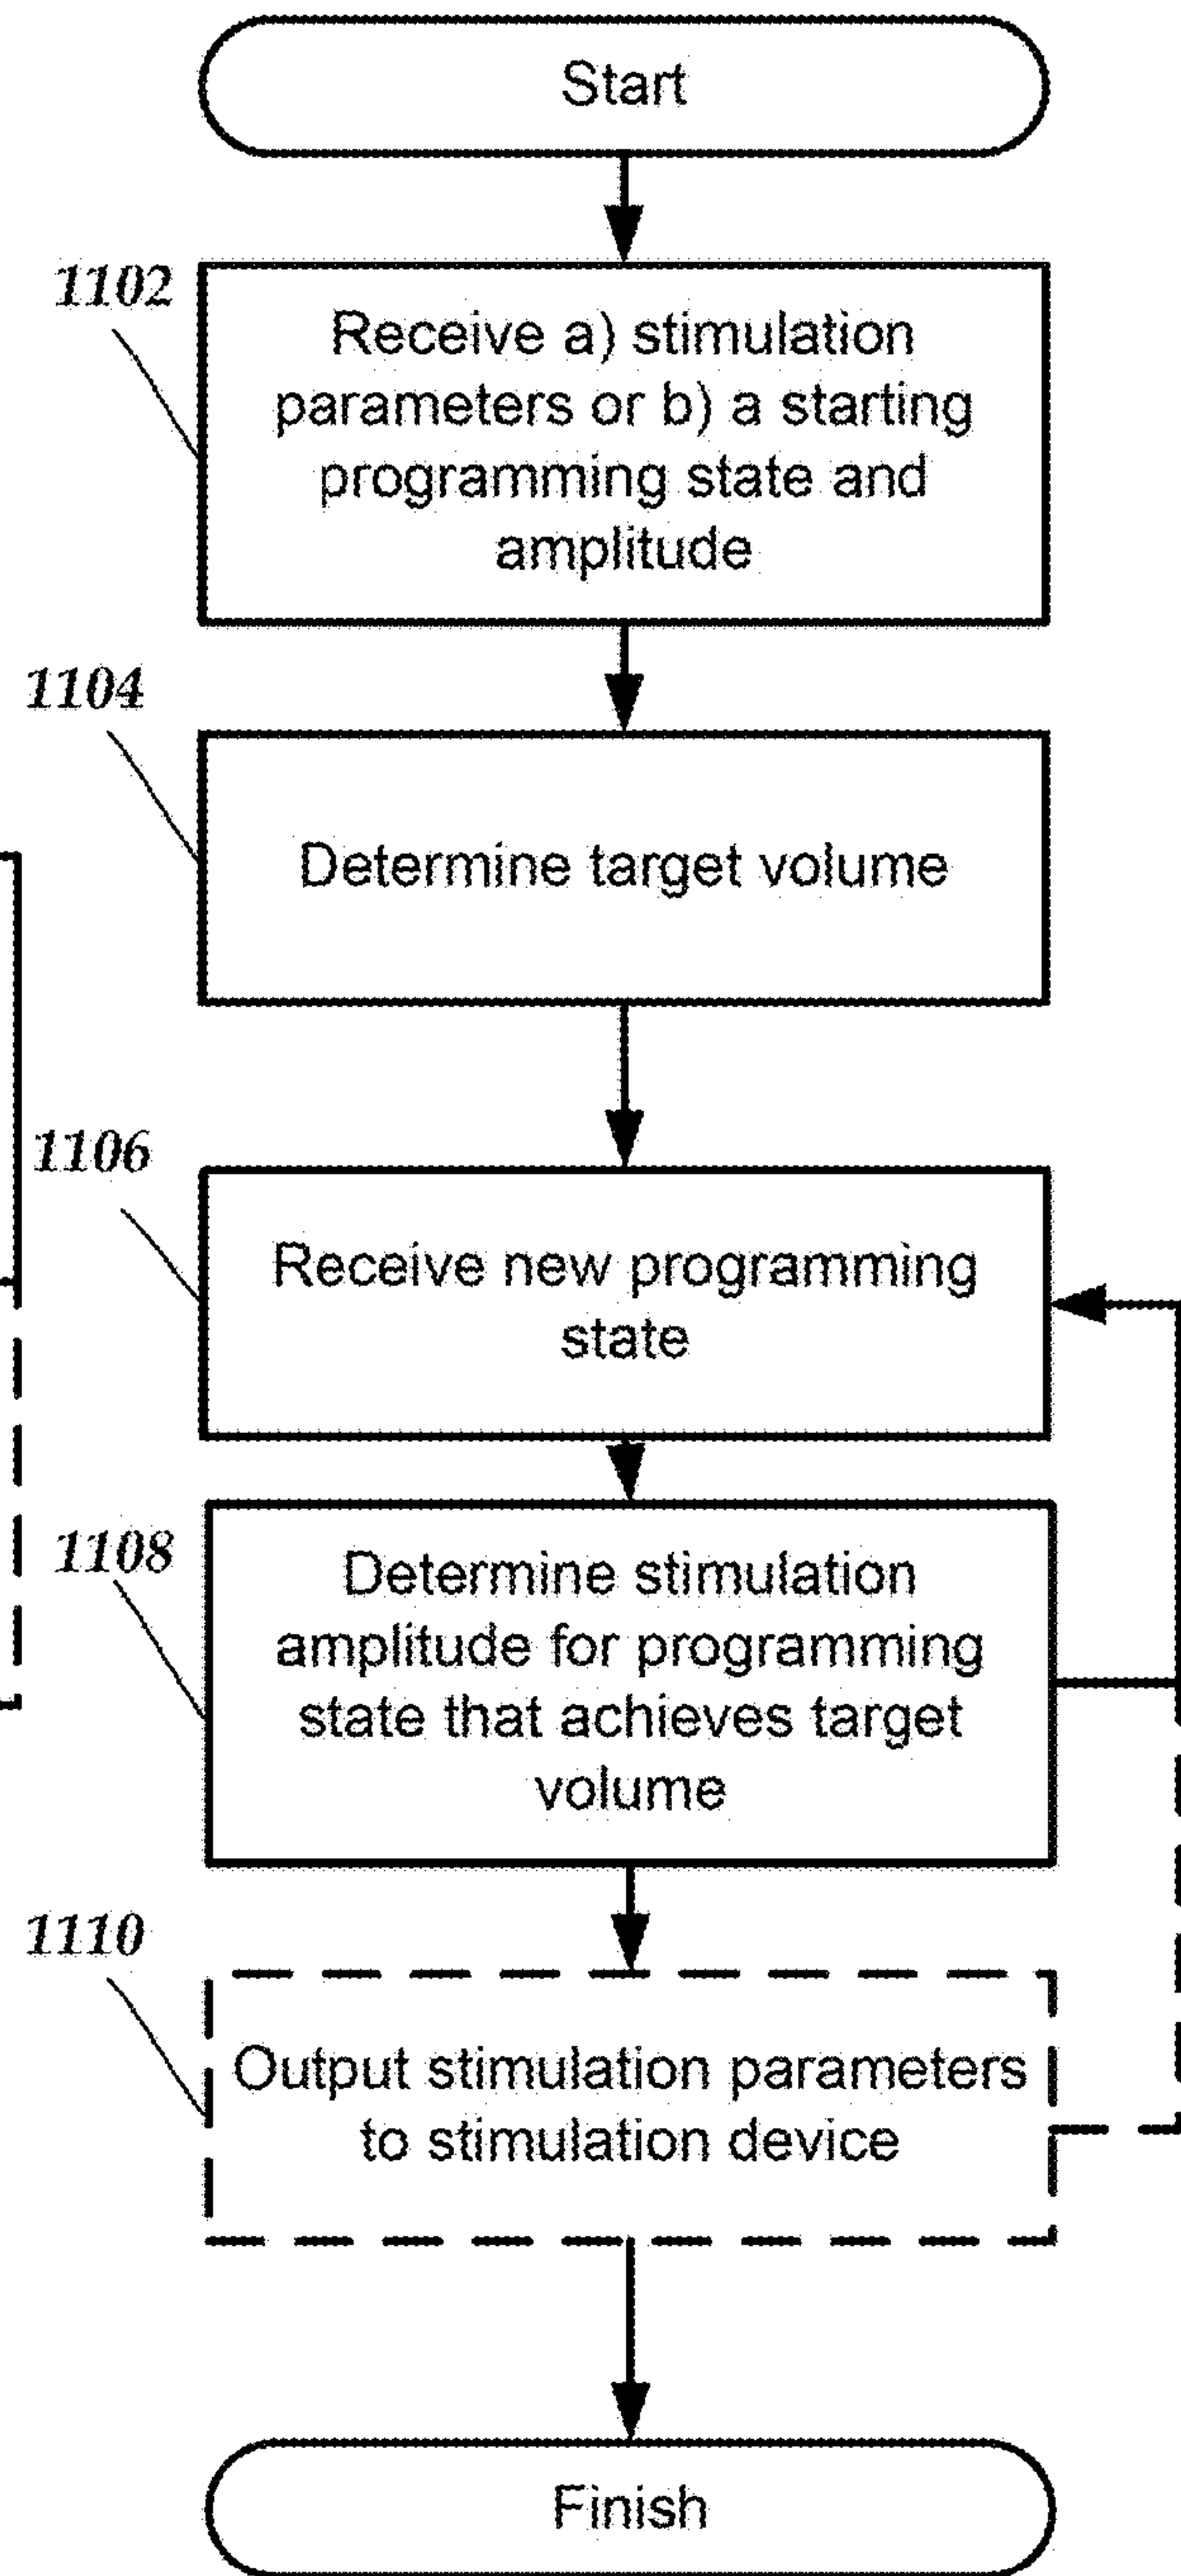 Start
1102
Receive a) stimulation
parameters or b) a starting
programming state and
amplitude
1104
Determine target volume
1106
Receive new programming
state
1108
Determine stimulation
amplitude for programming
state that achieves target
volume
1110
Output stimulation parameters
to stimulation device
Finish